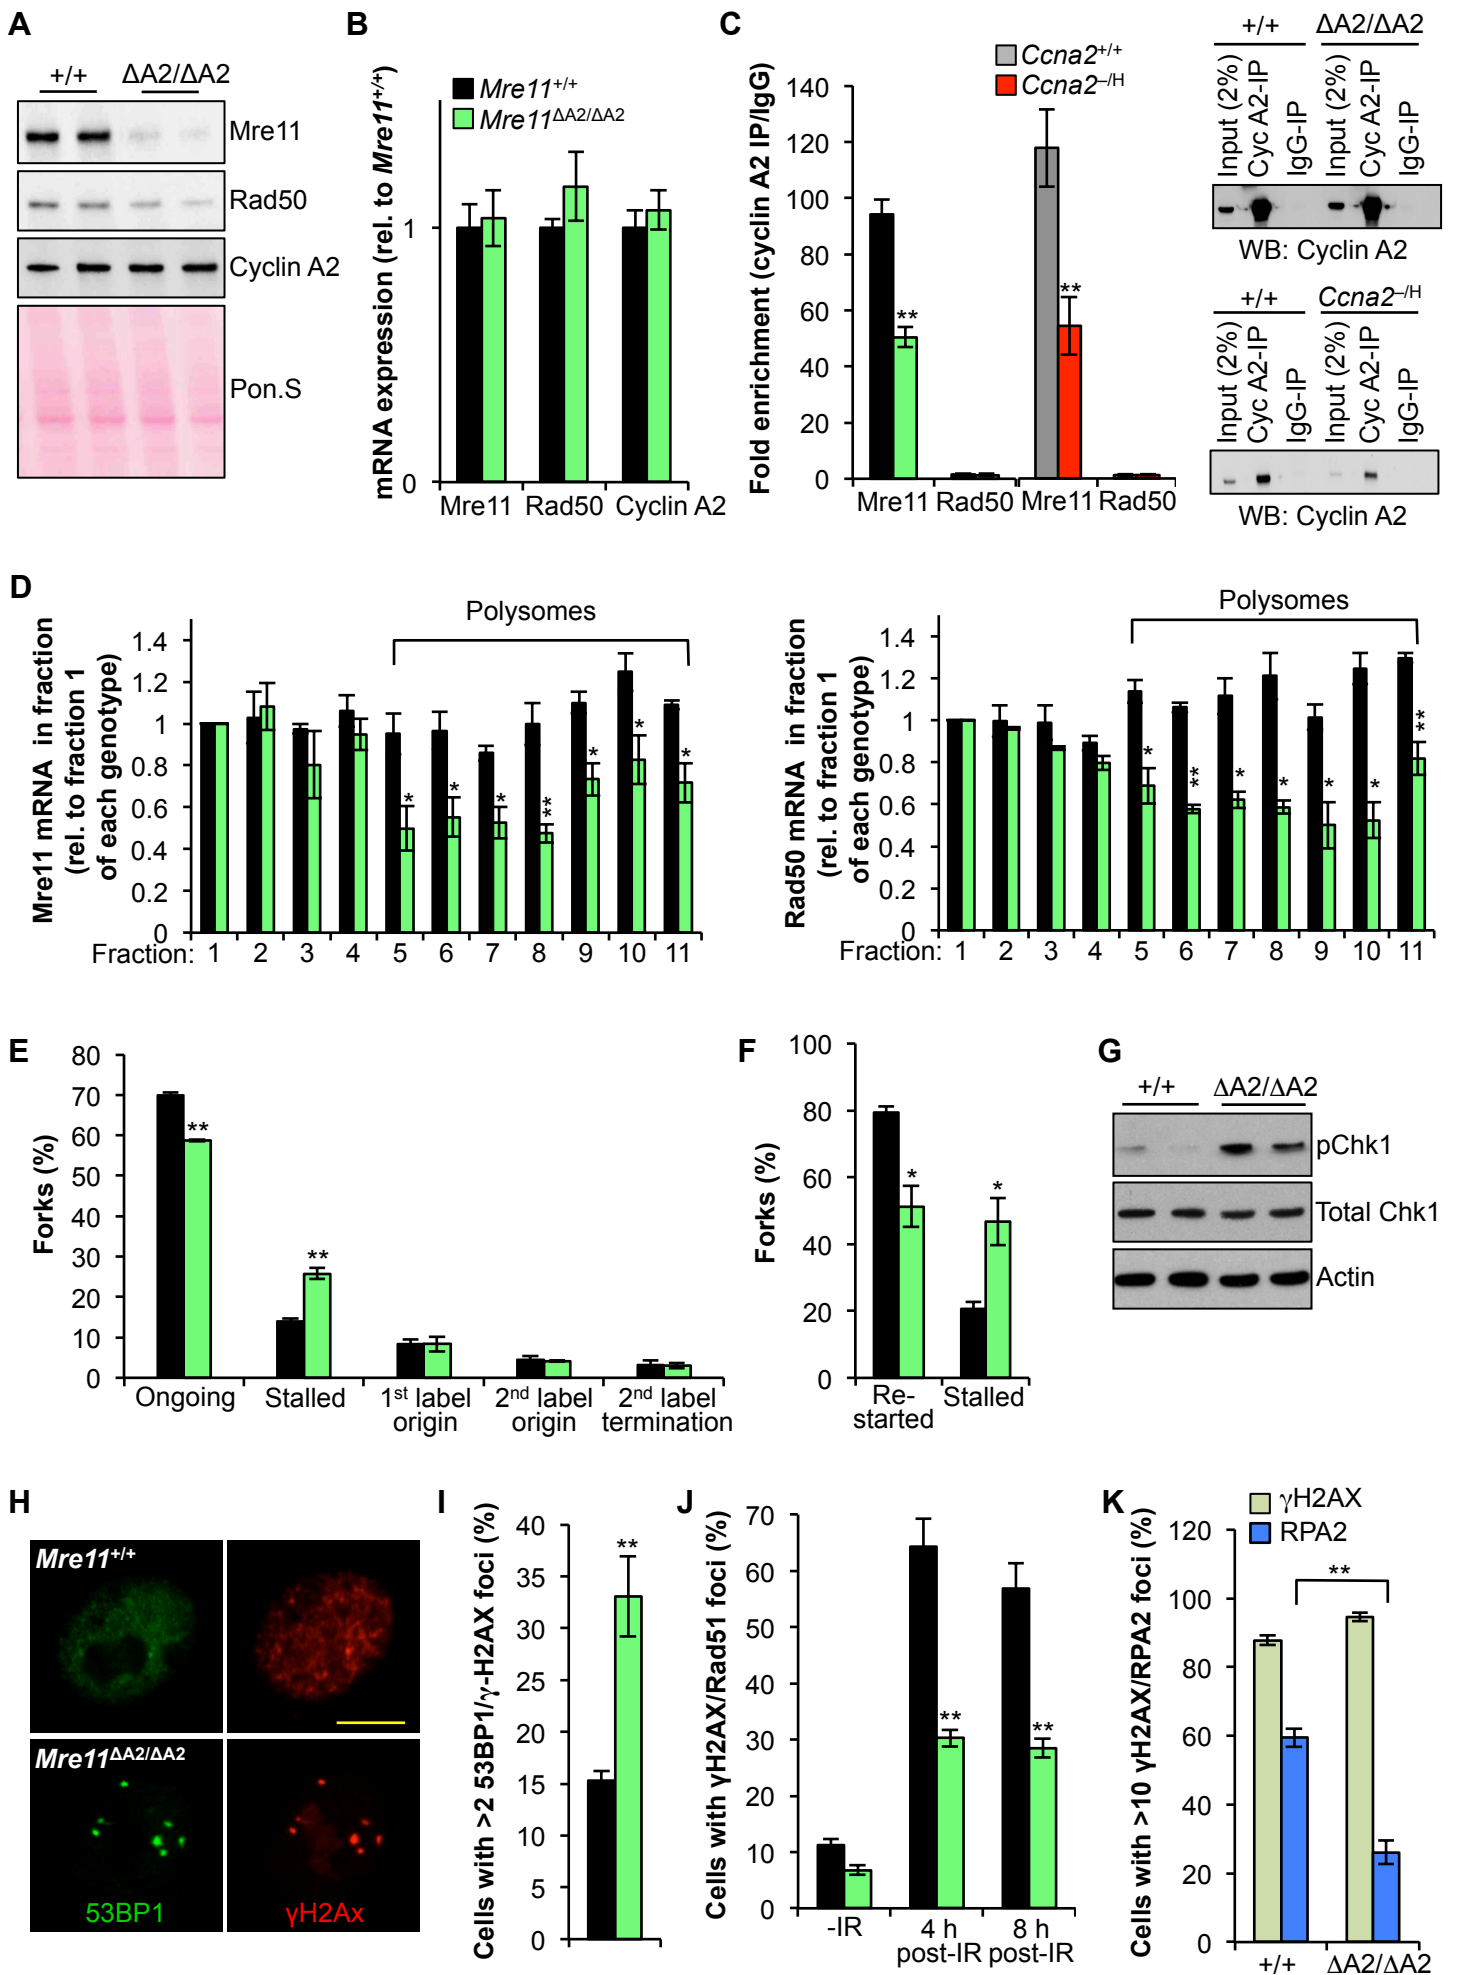 A
+/+ ΔA2/ΔA2
Mre11
Rad50
Cyclin A2
Pon.S
B
mRNA expression (rel. to Mre11+/+)
Mre11+/+
Mre11ΔA2/ΔA2
1
0
Mre11 Rad50 Cyclin A2
C
Ccna2+/+
Ccna2–/H
Fold enrichment (cyclin A2 IP/IgG)
140
120
100
80
60
40
20
0
**
**
Mre11 Rad50 Mre11 Rad50
+/+ ΔA2/ΔA2
Input (2%) Cyc A2-IP IgG-IP Input (2%) Cyc A2-IP IgG-IP
WB: Cyclin A2
+/+ Ccna2–/H
Input (2%) Cyc A2-IP IgG-IP Input (2%) Cyc A2-IP IgG-IP
WB: Cyclin A2
D
Mre11 mRNA in fraction
(rel. to fraction 1
of each genotype)
Polysomes
1.4
1.2
1
0.8
0.6
0.4
0.2
0
* * * ** * * *
Fraction: 1 2 3 4 5 6 7 8 9 10 11
Rad50 mRNA in fraction
(rel. to fraction 1
of each genotype)
Polysomes
1.4
1.2
1
0.8
0.6
0.4
0.2
0
* ** * * * * **
Fraction: 1 2 3 4 5 6 7 8 9 10 11
E
Forks (%)
80
70
60
50
40
30
20
10
0
**
**
Ongoing Stalled 1st label origin 2nd label origin 2nd label termination
F
Forks (%)
100
80
60
40
20
0
*
*
Re-
started
Stalled
G
+/+ ΔA2/ΔA2
pChk1
Total Chk1
Actin
H
Mre11+/+
Mre11ΔA2/ΔA2
53BP1 γH2Ax
I
Cells with >2 53BP1/γ-H2AX foci (%)
40
35
30
25
20
15
10
5
0
**
J
Cells with γH2AX/Rad51 foci (%)
70
60
50
40
30
20
10
0
**
**
-IR 4 h post-IR 8 h post-IR
K
γH2AX
RPA2
Cells with >10 γH2AX/RPA2 foci (%)
120
100
80
60
40
20
0
**
+/+ ΔA2/ΔA2